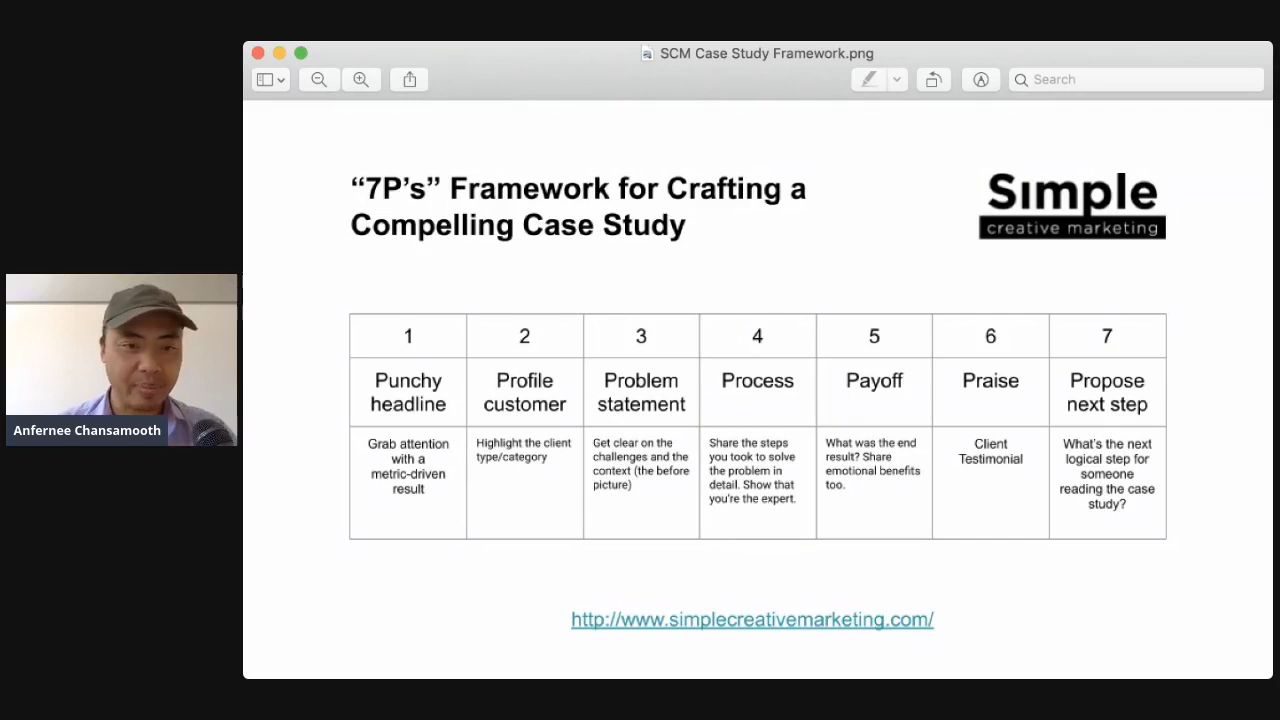 SCM Case Study Framework.png
Search
“7P’s” Framework for Crafting a
Compelling Case Study
Simple
creative marketing
1
2
3
4
5
6
7
Punchy
headline
Profile
customer
Problem
statement
Process
Payoff
Praise
Propose
next step
Grab attention
with a
metric-driven
result
Highlight the client
type/category
Get clear on the
challenges and the
context (the before
picture)
Share the steps
you took to solve
the problem in
detail. Show that
you're the expert.
What was the end
result? Share
emotional benefits
too.
Client
Testimonial
What's the next
logical step for
someone
reading the case
study?
http://www.simplecreativemarketing.com/
Anfernee Chansamooth